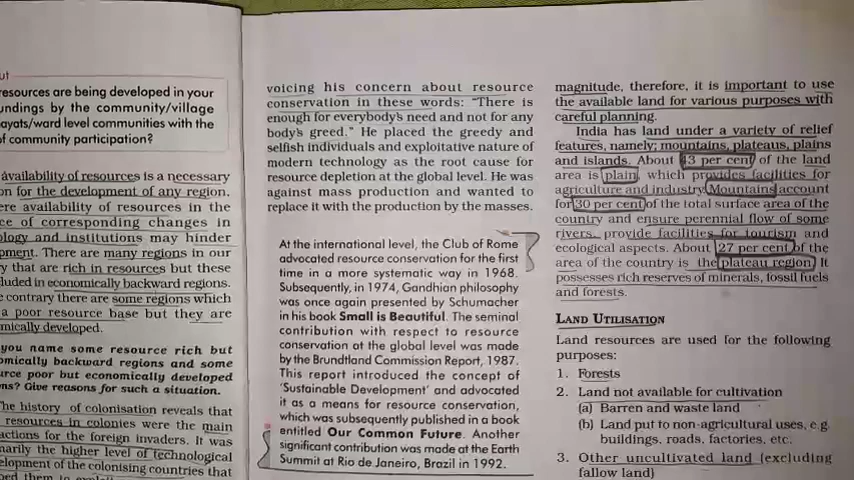 ut
resources are being developed in your
undings by the community/village
ayats/ward level communities with the
f community participation?
availability of resources is a necessary
on for the development of any region.
ere availability of resources in the
ce of corresponding changes in
ology and institutions may hinder
pment. There are many regions in our
y that are rich in resources but these
luded in economically backward regions.
e contrary there are some regions which
a poor resource base but they are
mically developed.
you name some resource rich but
omically backward regions and some
urce poor but economically developed
ns? Give reasons for such a situation.
he history of colonisation reveals that
resources in colonies were the main
actions for the foreign invaders. It was
marily the higher level of technological
elopment of the colonising countries that
voicing his concern about resource
conservation in these words: “There is
enough for everybody’s need and not for any
body’s greed.” He placed the greedy and
selfish individuals and exploitative nature of
modern technology as the root cause for
resource depletion at the global level. He was
against mass production and wanted to
replace it with the production by the masses.
At the international level, the Club of Rome
advocated resource conservation for the first
time in a more systematic way in 1968.
Subsequently, in 1974, Gandhian philosophy
was once again presented by Schumacher
in his book Small is Beautiful. The seminal
contribution with respect to resource
conservation at the global level was made
by the Brundtland Commission Report, 1987.
This report introduced the concept of
‘Sustainable Development’ and advocated
it as a means for resource conservation,
which was subsequently published in a book
entitled Our Common Future. Another
significant contribution was made at the Earth
Summit at Rio de Janeiro, Brazil in 1992.
magnitude, therefore, it is important to use
the available land for various purposes with
careful planning.
India has land under a variety of relief
features, namely; mountains, plateaus, plains
and islands. About 43 per cent of the land
area is plain, which provides facilities for
agriculture and industry. Mountains account
for 30 per cent of the total surface area of the
country and ensure perennial flow of some
rivers, provide facilities for tourism and
ecological aspects. About 27 per cent of the
area of the country is the plateau region. It
possesses rich reserves of minerals, fossil fuels
and forests.
LAND UTILISATION
Land resources are used for the following
purposes:
1. Forests
2. Land not available for cultivation
(a) Barren and waste land
(b) Land put to non-agricultural uses, e.g.
buildings, roads, factories, etc.
3. Other uncultivated land (excluding
fallow land)